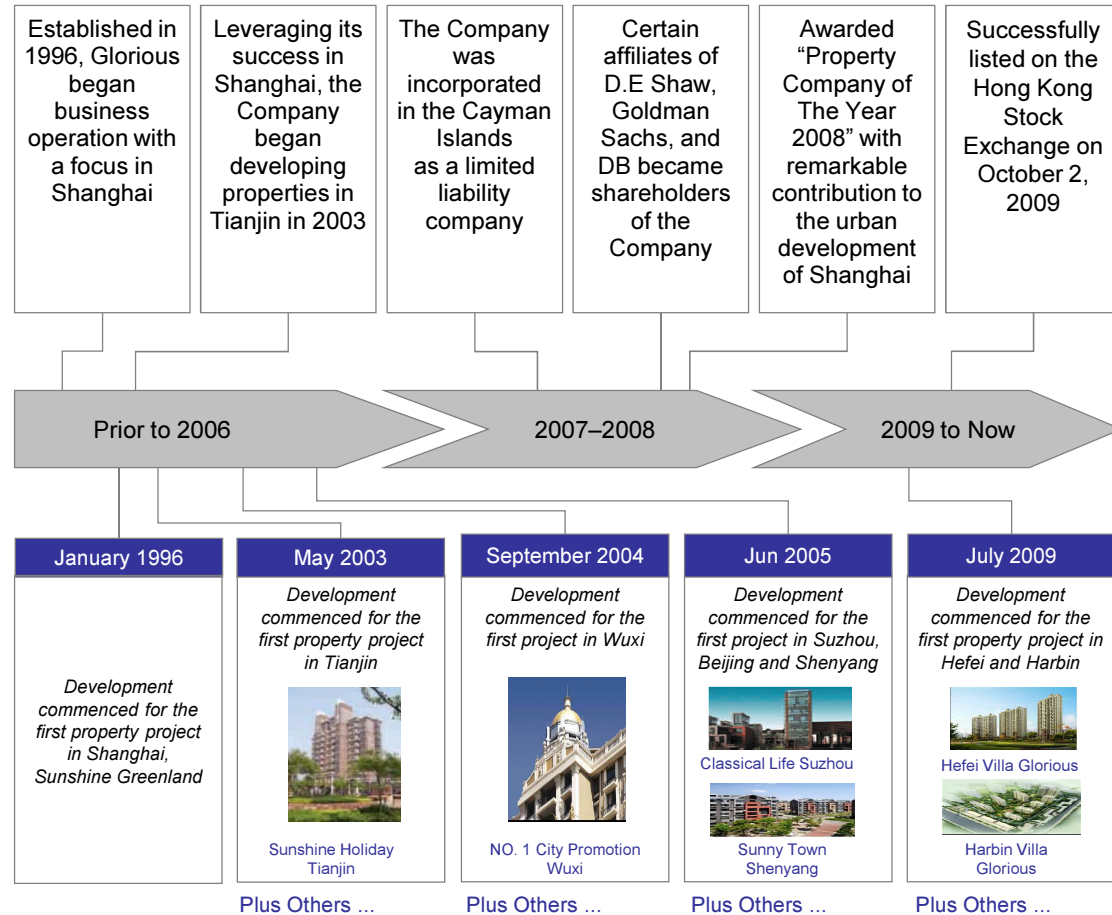 Established in
1996, Glorious
began
business
operation with
a focus in
Shanghai
Leveraging its
success in
Shanghai, the
Company
began
developing
properties in
Tianjin in 2003
The Company
was
incorporated
in the Cayman
Islands
as a limited
liability
company
Certain
affiliates of
D.E Shaw,
Goldman
Sachs, and
DB became
shareholders
of the
Company
Awarded
“Property
Company of
The Year
2008” with
remarkable
contribution to
the urban
development
of Shanghai
Successfully
listed on the
Hong Kong
Stock
Exchange on
October 2,
2009
Prior to 2006
2007–2008
2009 to Now
January 1996
Development
commenced for the
first property project
in Shanghai,
Sunshine Greenland
May 2003
Development
commenced for the
first property project
in Tianjin
Sunshine Holiday
Tianjin
Plus Others ...
September 2004
Development
commenced for the
first project in Wuxi
NO. 1 City Promotion
Wuxi
Plus Others ...
Jun 2005
Development
commenced for the
first project in Suzhou,
Beijing and Shenyang
Classical Life Suzhou
Sunny Town
Shenyang
Plus Others ...
July 2009
Development
commenced for the
first property project in
Hefei and Harbin
Hefei Villa Glorious
Harbin Villa
Glorious
Plus Others ...